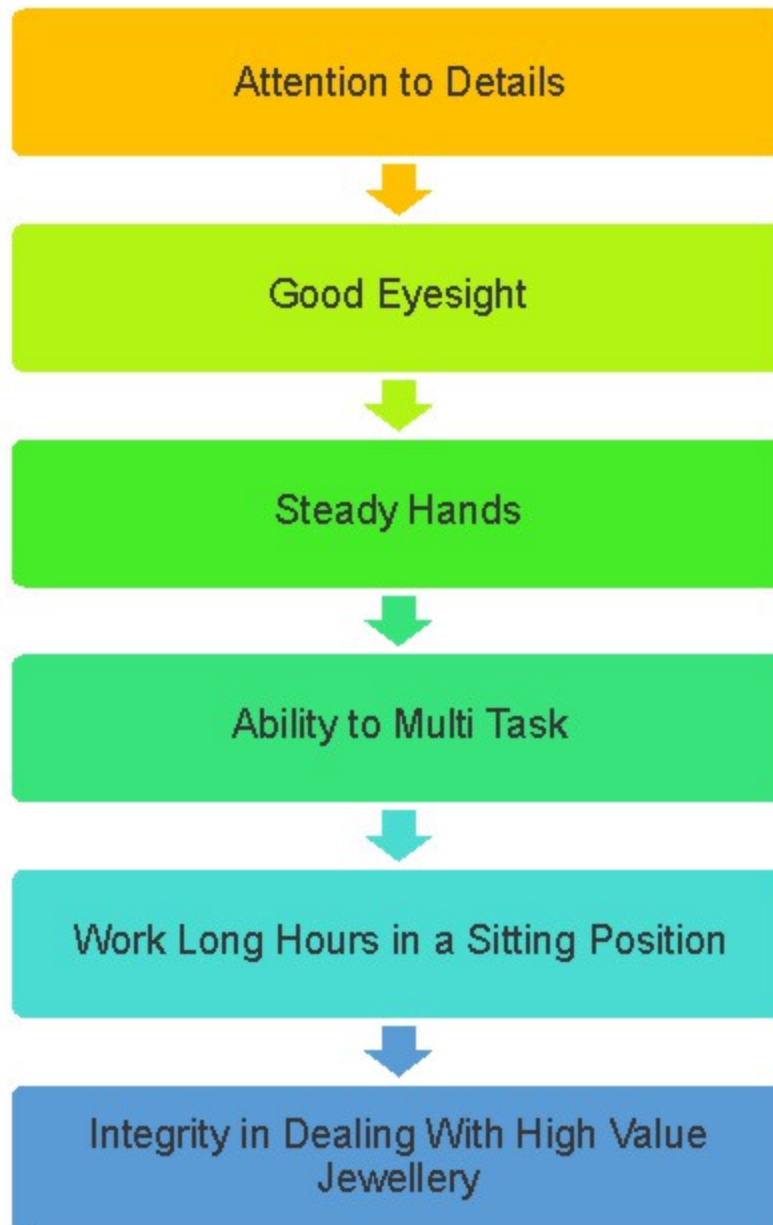 Attention to Details
Good Eyesight
Steady Hands
Ability to Multi Task
Work Long Hours in a Sitting Position
Integrity in Dealing With High Value
Jewellery